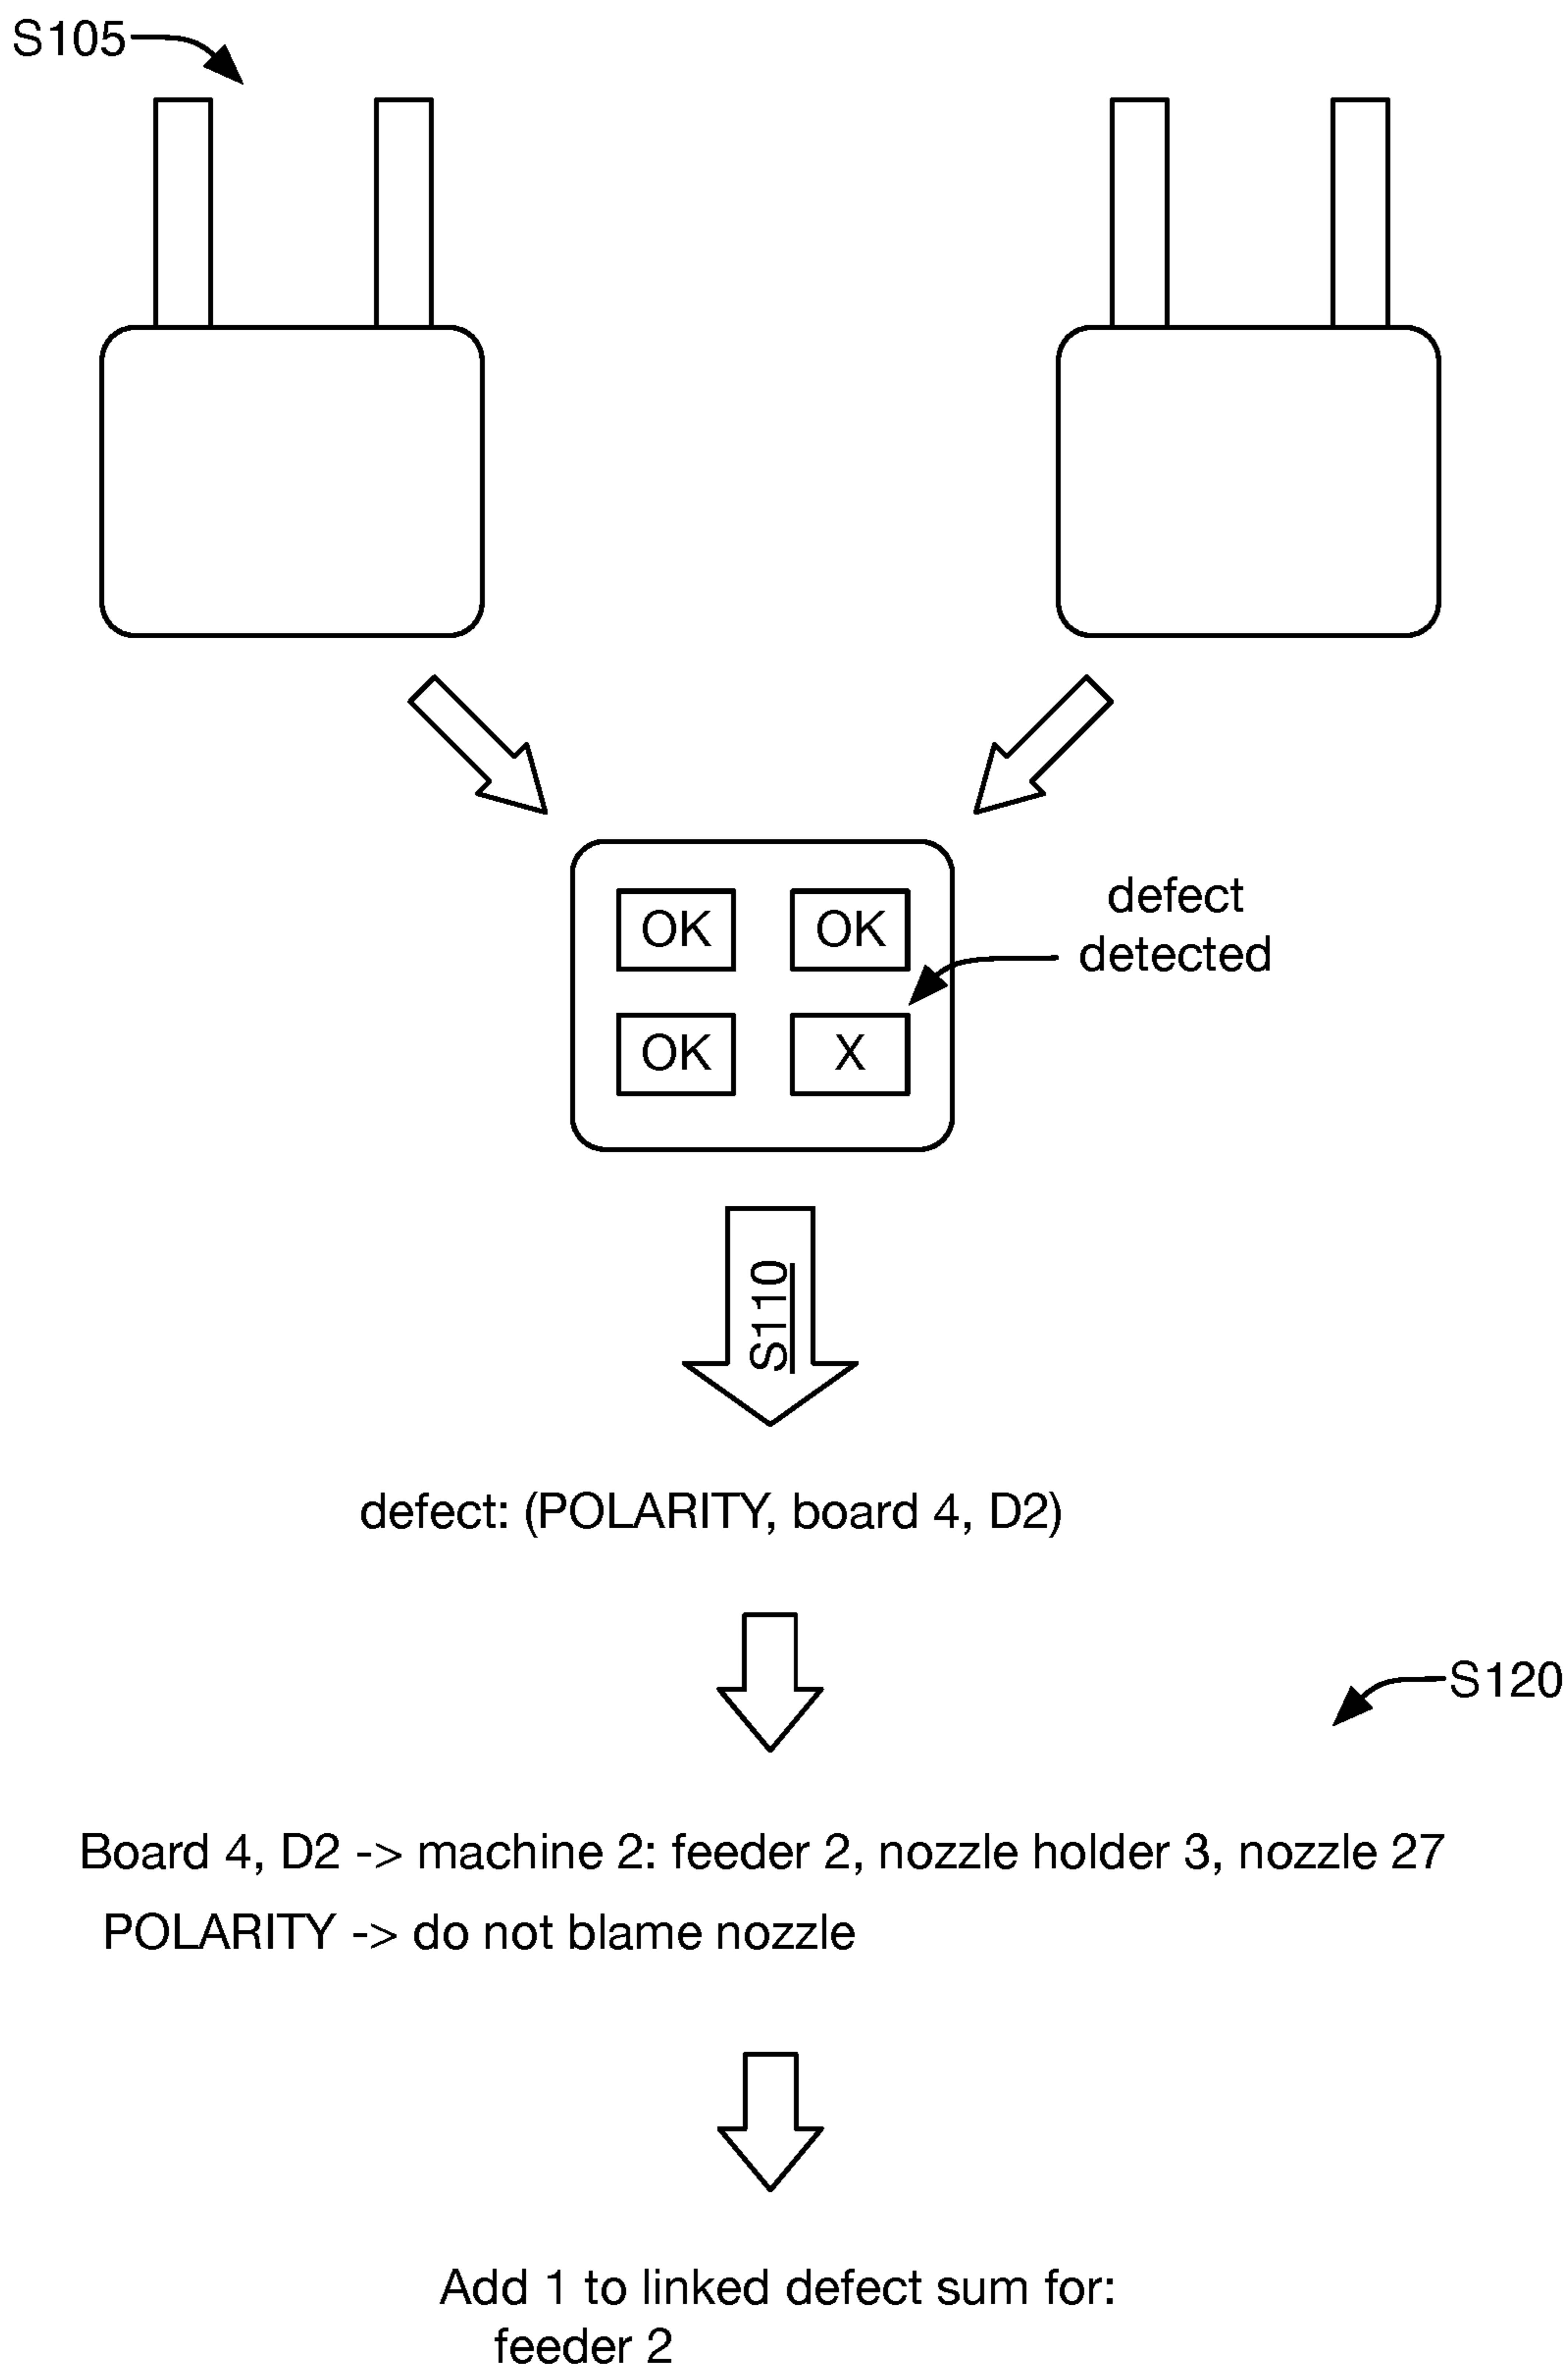 S105
OK OK
defect
detected
OK X
S110
defect: (POLARITY, board 4, D2)
S120
Board 4, D2 -> machine 2: feeder 2, nozzle holder 3, nozzle 27
POLARITY -> do not blame nozzle
Add 1 to linked defect sum for:
feeder 2